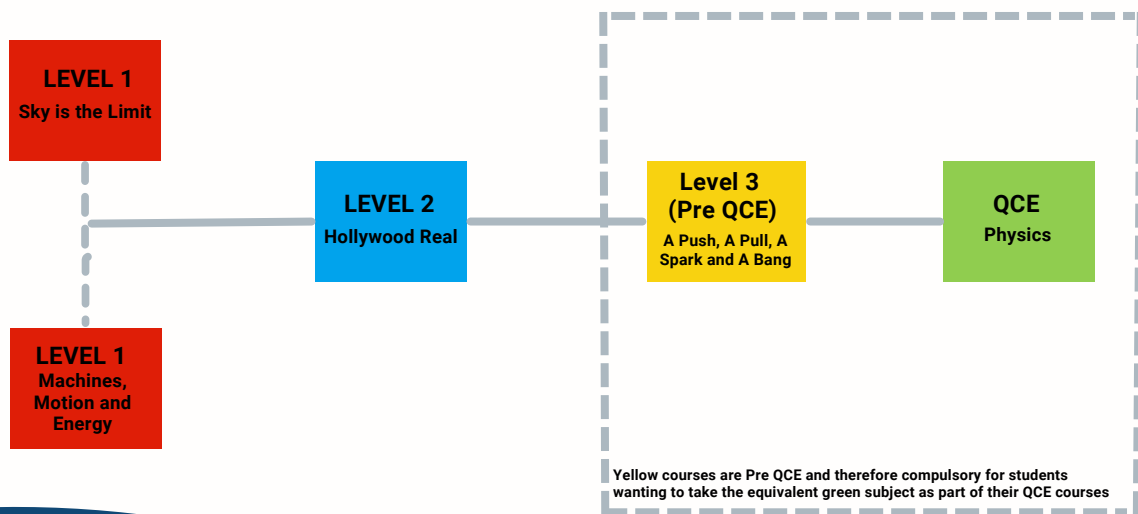 LEVEL 1
Sky is the Limit
LEVEL 1
Machines,
Motion and
Energy
LEVEL 2
Hollywood Real
Level 3
(Pre QCE)
A Push, A Pull, A
Spark and A Bang
QCE
Physics
Yellow courses are Pre QCE and therefore compulsory for students
wanting to take the equivalent green subject as part of their QCE courses